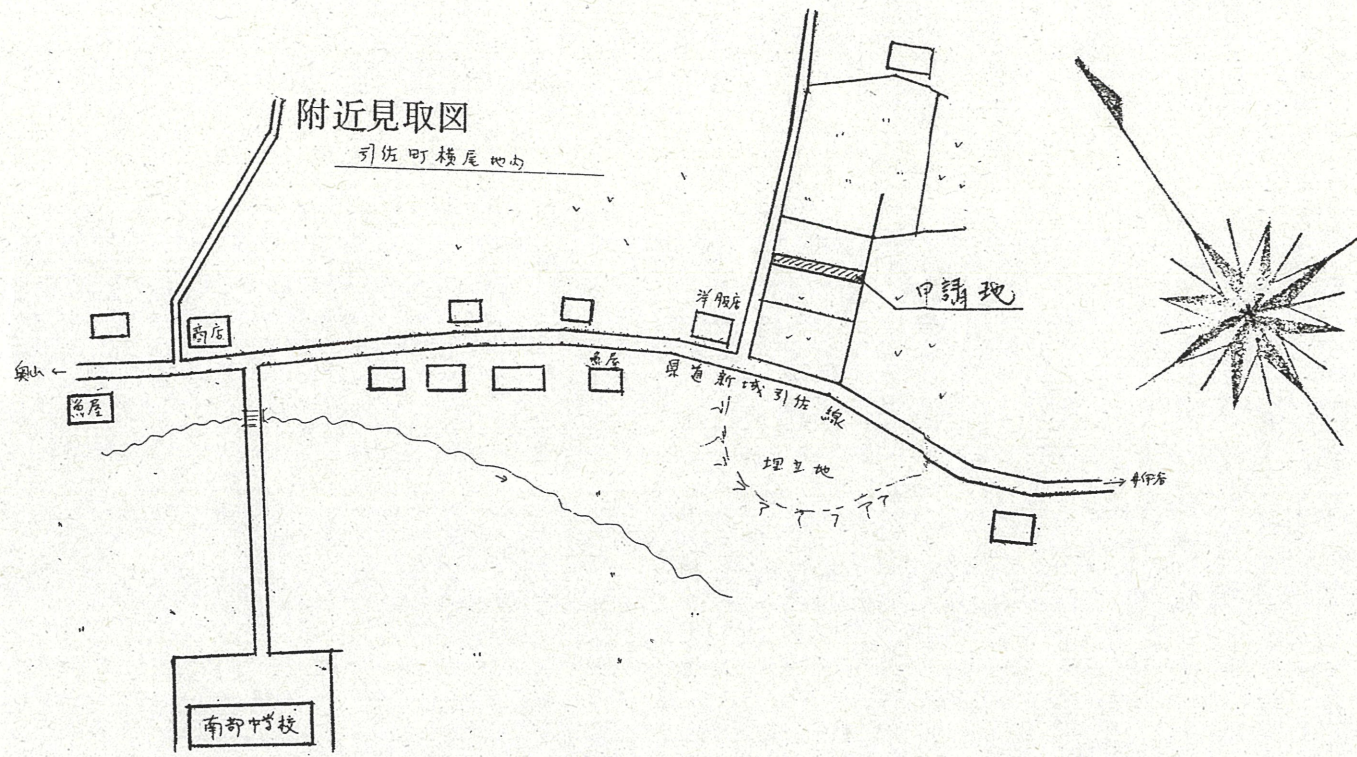 附近見取図
引佐町横尾地内
洋服店
申請地
商店
奥山←
魚屋
魚屋
県道新城引佐線
埋立地
→井伊谷
南部中学校